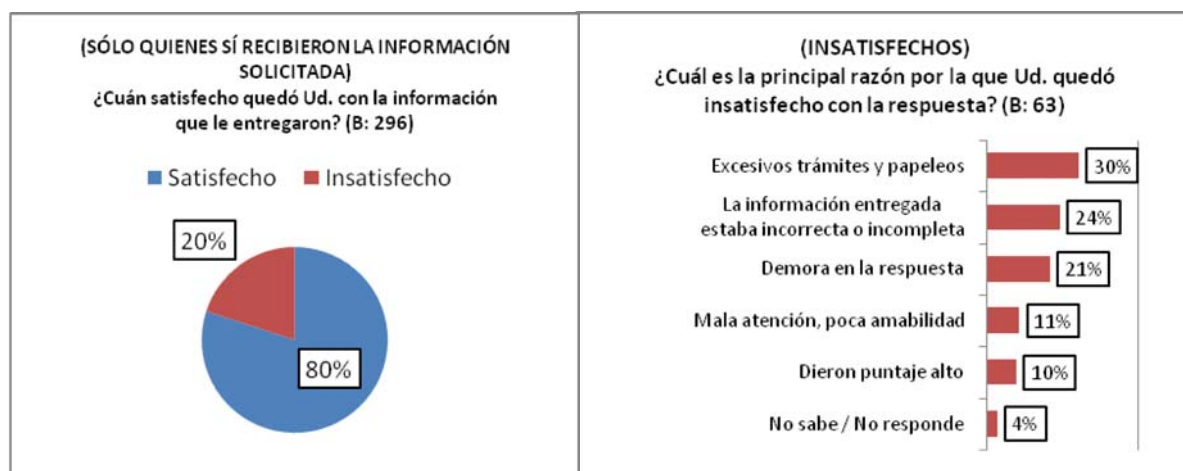 (SÓLO QUIENES SÍ RECIBIERON LA INFORMACIÓN
SOLICITADA)
¿Cuán satisfecho quedó Ud. con la información
que le entregaron? (B: 296)
Satisfecho Insatisfecho
20%
80%
(INSATISFECHOS)
¿Cuál es la principal razón por la que Ud. quedó
insatisfecho con la respuesta? (B: 63)
Excesivos trámites y papeleos 30%
La información entregada
estaba incorrecta o incompleta 24%
Demora en la respuesta 21%
Mala atención, poca amabilidad 11%
Dieron puntaje alto 10%
No sabe / No responde 4%